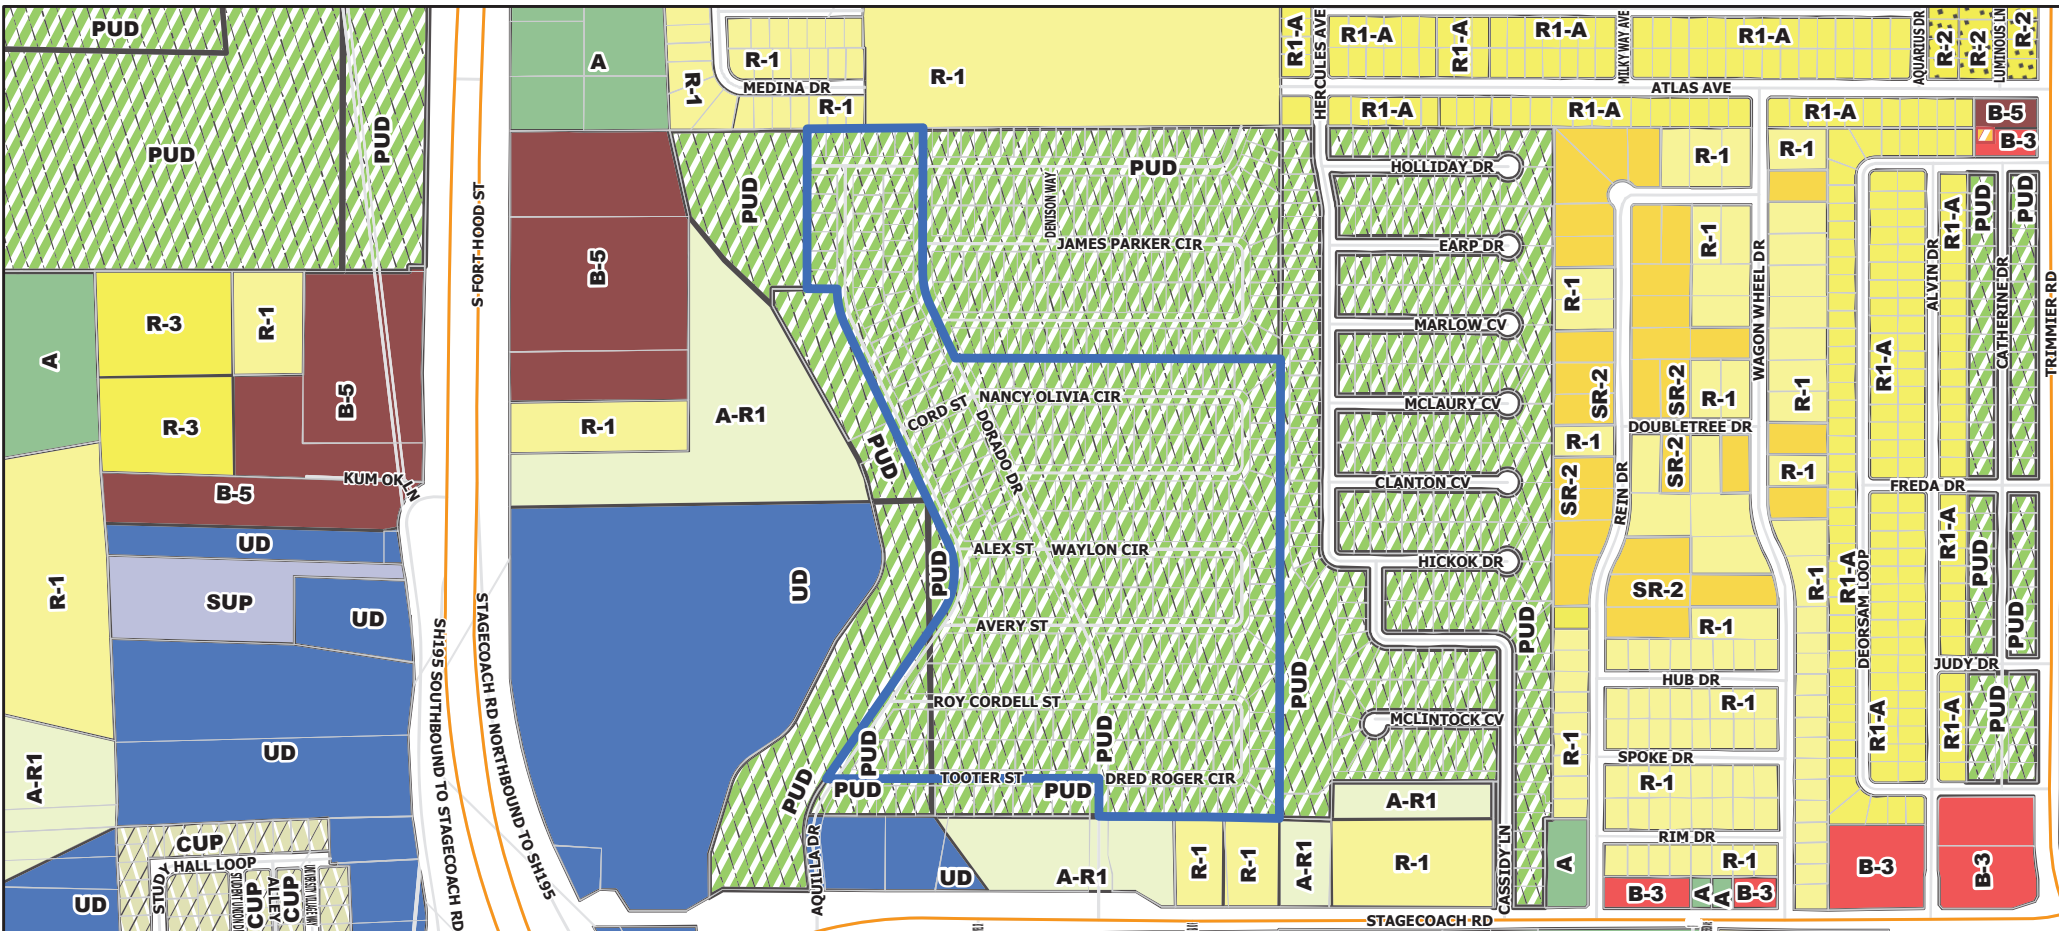 PUD
PUD
PUD
A
R-1
R-1
MEDINA DR
R-1
R-1
R1-A
HERCULES AVE
R1-A
R1-A
R1-A
MILKY WAY AVE
R1-A
AQUARIUS DR
R-2
R-2
LUMINOUS LN
R-2
ATLAS AVE
R1-A
R1-A
R1-A
B-5
B-3
S FORT HOOD ST
PUD
PUD
DENISON WAY
JAMES PARKER CIR
HOLLIDAY DR
EARP DR
MARLOW CV
MCLAURY CV
CLANTON CV
HICKOK DR
MCLINTOCK CV
R-1
R-1
R-1
R-1
WAGON WHEEL DR
R1-A
ALVIN DR
R1-A
PUD
CATHERINE DR
PUD
TRIMMIER RD
A
R-3
R-1
R-3
B-5
B-5
B-5
R-1
A-R1
KUM OK LN
UD
SUP
UD
UD
R-1
A-R1
UD
CUP
STUDY HALL LOOP
STUDENT UNION DR
CUP
ALLEY
CUP
UNIVERSITY VILLAGE WAY
SH195 SOUTHBOUND TO STAGECOACH RD
STAGECOACH RD NORTHBOUND TO SH195
UD
PUD
CORD ST
NANCY OLIVIA CIR
DORADO DR
ALEX ST
WAYLON CIR
PUD
AVERY ST
ROY CORDELL ST
PUD
PUD
PUD
TOOTER ST
DRED ROGER CIR
PUD
PUD
PUD
AQUILLA DR
UD
A-R1
R-1
R-1
A-R1
A-R1
R-1
CASSIDY LN
PUD
A
STAGECOACH RD
SR-2
SR-2
R-1
R-1
DOUBLETREE DR
R-1
SR-2
SR-2
R-1
REIN DR
SR-2
R-1
R-1
R1-A
DEORSAM LOOP
FREDA DR
R1-A
PUD
PUD
JUDY DR
HUB DR
R-1
R-1
SPOKE DR
R-1
RIM DR
R-1
B-3
A
A
B-3
R1-A
R1-A
PUD
B-3
B-3